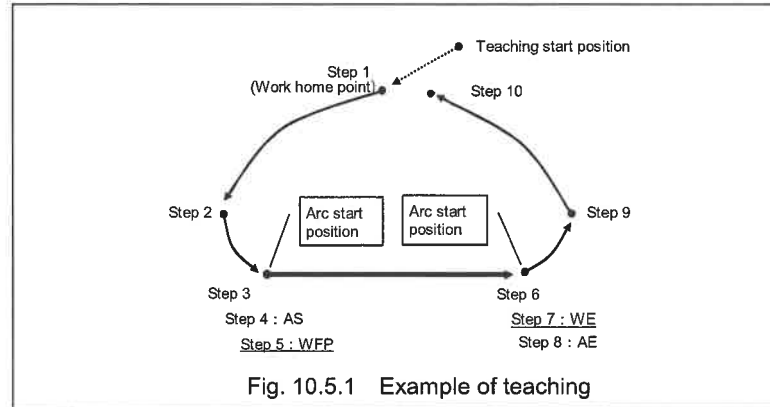 Teaching start position
Step 1
(Work home point)
Step 10
Step 2
Arc start
position
Arc start
position
Step 9
Step 3
Step 6
Step 4 : AS
Step 7 : WE
Step 5 : WFP
Step 8 : AE
Fig. 10.5.1 Example of teaching